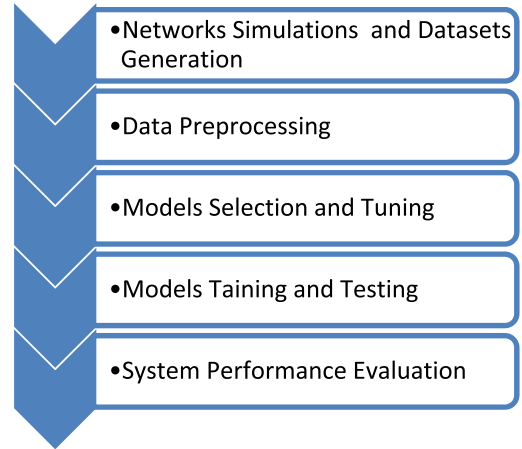 •Networks Simulations  and Datasets
Generation
•Data Preprocessing
•Models Selection and Tuning
•Models Taining and Testing
•System Performance Evaluation